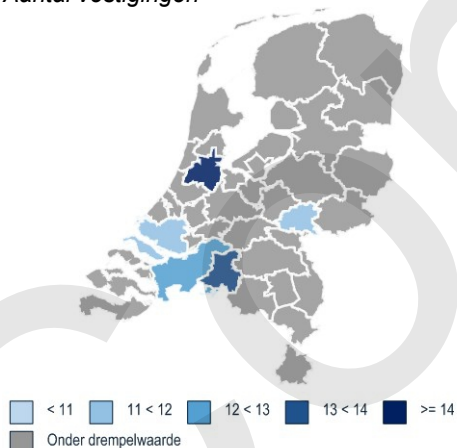 Aantal vestigingen
< 11 11 < 12 12 < 13 13 < 14 >= 14
Onder drempelwaarde